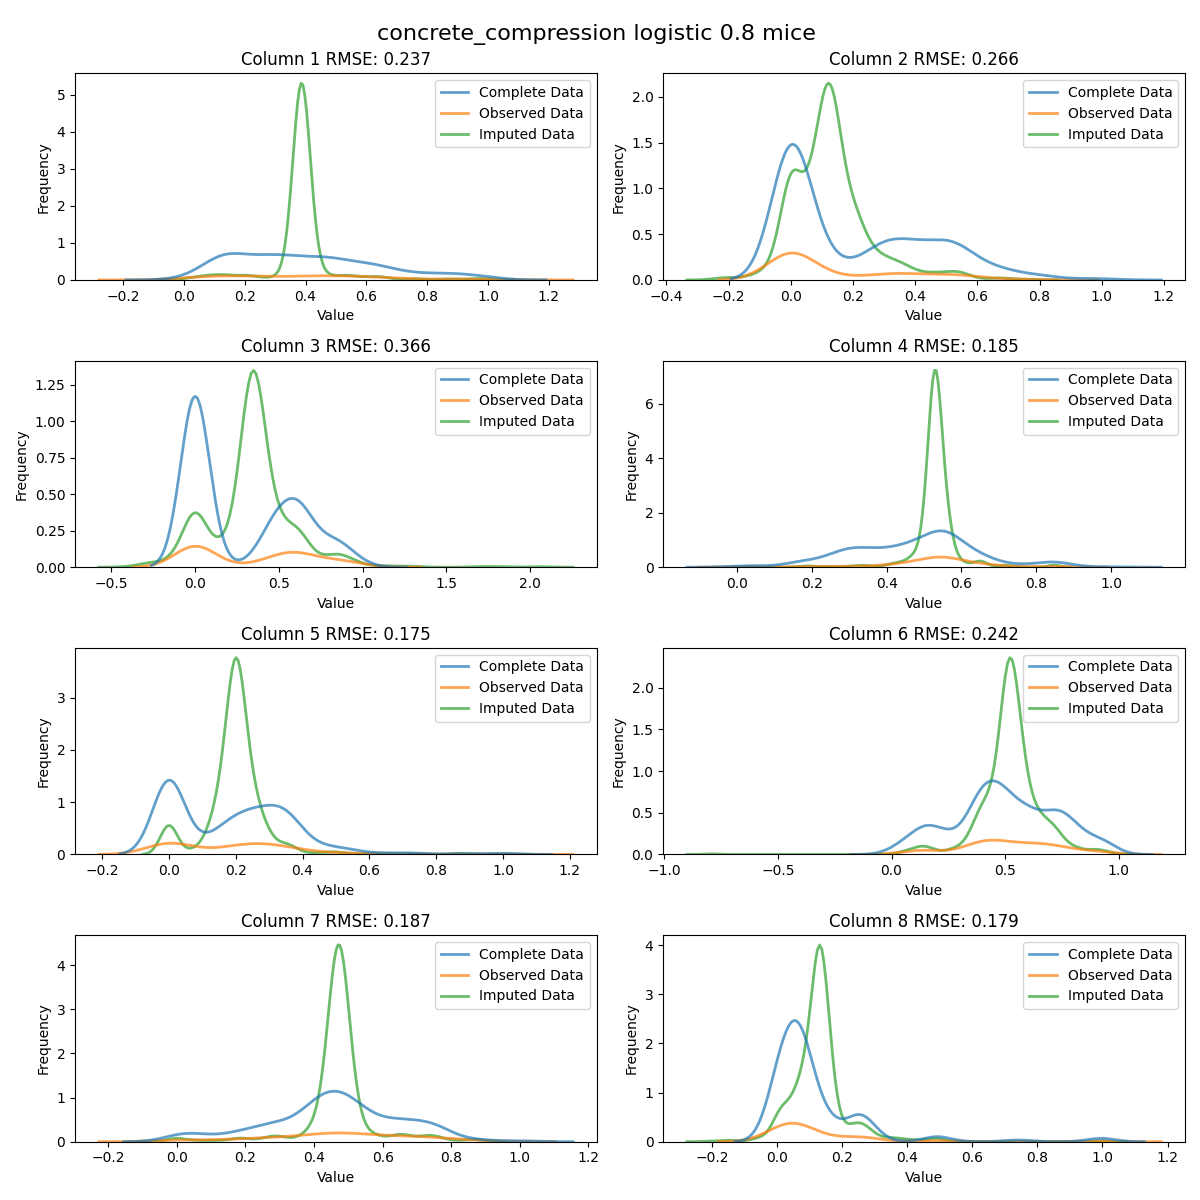 concrete_compression logistic 0.8 mice
Column 1 RMSE: 0.237
Frequency
5
4
3
2
1
0
Complete Data
Observed Data
Imputed Data
−0.2 0.0 0.2 0.4 0.6 0.8 1.0 1.2
Value
Column 2 RMSE: 0.266
Frequency
2.0
1.5
1.0
0.5
0.0
Complete Data
Observed Data
Imputed Data
−0.4 −0.2 0.0 0.2 0.4 0.6 0.8 1.0 1.2
Value
Column 3 RMSE: 0.366
Frequency
1.25
1.00
0.75
0.50
0.25
0.00
Complete Data
Observed Data
Imputed Data
−0.5 0.0 0.5 1.0 1.5 2.0
Value
Column 4 RMSE: 0.185
Frequency
6
4
2
0
Complete Data
Observed Data
Imputed Data
0.0 0.2 0.4 0.6 0.8 1.0
Value
Column 5 RMSE: 0.175
Frequency
3
2
1
0
Complete Data
Observed Data
Imputed Data
−0.2 0.0 0.2 0.4 0.6 0.8 1.0 1.2
Value
Column 6 RMSE: 0.242
Frequency
2.0
1.5
1.0
0.5
0.0
Complete Data
Observed Data
Imputed Data
−1.0 −0.5 0.0 0.5 1.0
Value
Column 7 RMSE: 0.187
Frequency
4
3
2
1
0
Complete Data
Observed Data
Imputed Data
−0.2 0.0 0.2 0.4 0.6 0.8 1.0 1.2
Value
Column 8 RMSE: 0.179
Frequency
4
3
2
1
0
Complete Data
Observed Data
Imputed Data
−0.2 0.0 0.2 0.4 0.6 0.8 1.0 1.2
Value